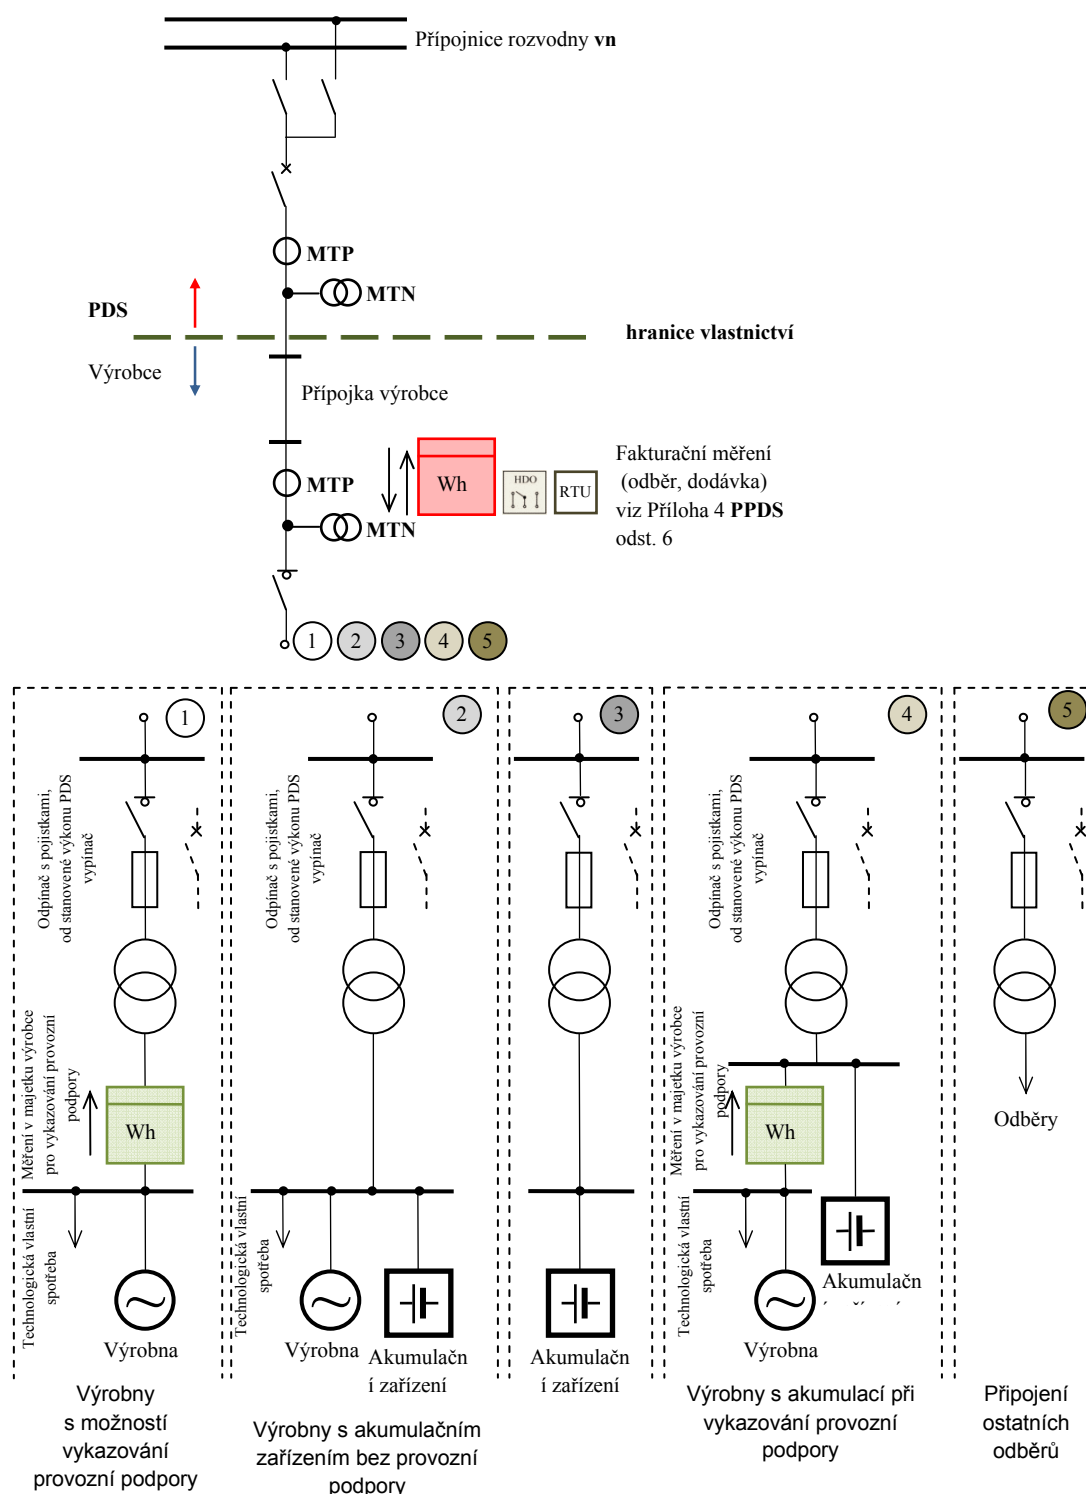 Přípojnice rozvodny vn
MTP
MTN
PDS
hranice vlastnictví
Výrobce
Přípojka výrobce
MTP
Wh
HDO
RTU
Fakturační měření
(odběr, dodávka)
viz Příloha 4 PPDS
odst. 6
MTN
1 2 3 4 5
1
Odpínač s pojistkami,
od stanovené výkonu PDS
vypínač
Měření v majetku výrobce
pro vykazování provozní
podpory
Wh
Technologická vlastní
spotřeba
Výrobna
Výrobny
s možností
vykazování
provozní podpory
2
Odpínač s pojistkami,
od stanovené výkonu PDS
vypínač
Technologická vlastní
spotřeba
Výrobna
Akumulačn
í zařízení
Výrobny s akumulačním
zařízením bez provozní
podpory
3
Akumulačn
í zařízení
4
Odpínač s pojistkami,
od stanovené výkonu PDS
vypínač
Měření v majetku výrobce
pro vykazování provozní
podpory
Wh
Technologická vlastní
spotřeba
Výrobna
Akumulačn
Výrobny s akumulací při
vykazování provozní
podpory
5
Odběry
Připojení
ostatních
odběrů